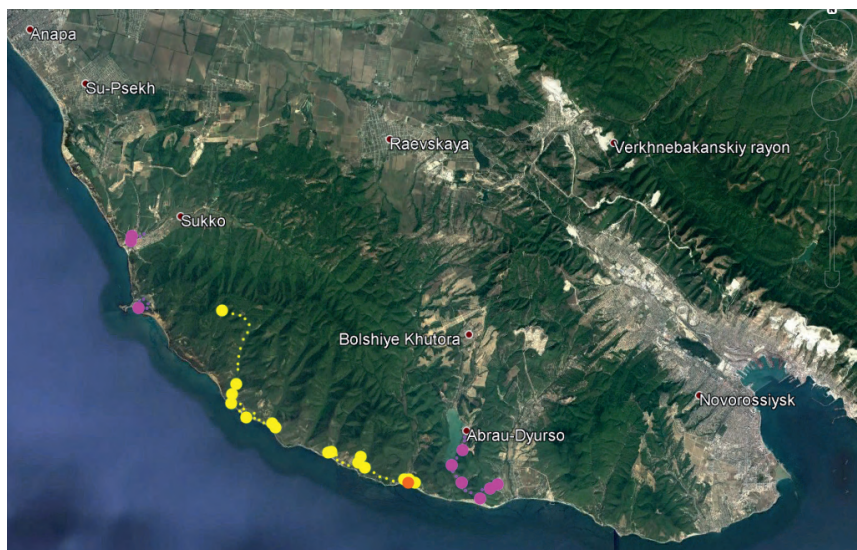 Anapa
Su-Psekh
Raevskaya
Verkhnebakanskiy rayon
Sukko
Bolshiye Khutora
Novorossiysk
Abrau-Dyurso